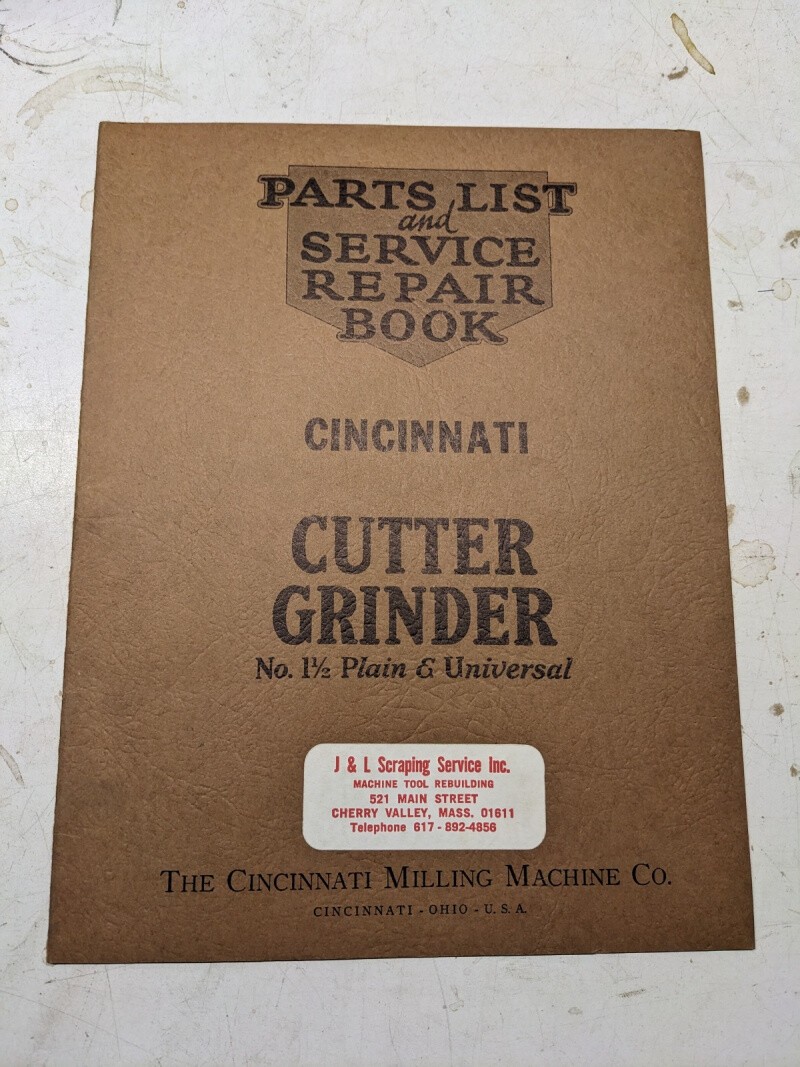 PARTS LIST
and
SERVICE
REPAIR
BOOK
CINCINNATI
CUTTER
GRINDER
No. 1½ Plain & Universal
J & L Scraping Service Inc.
MACHINE TOOL REBUILDING
521 MAIN STREET
CHERRY VALLEY, MASS. 01611
Telephone 617-892-4856
THE CINCINNATI MILLING MACHINE CO.
CINCINNATI - OHIO - U. S. A.